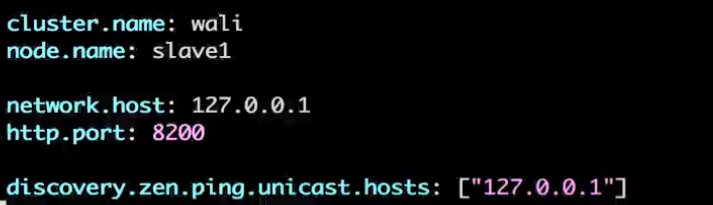 cluster.name: wali
node.name: slave1
network.host: 127.0.0.1
http.port: 8200
discovery.zen.ping.unicast.hosts: ["127.0.0.1"]